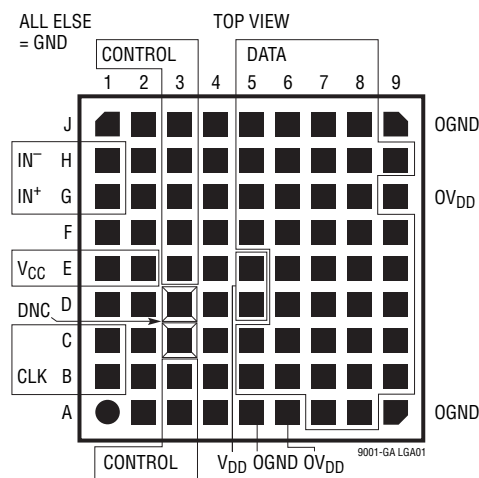 ALL ELSE
= GND
TOP VIEW
CONTROL
DATA
1 2 3 4 5 6 7 8 9
J OGND
IN⁻ H
IN⁺ G OV_DD
F
V_CC E
DNC D
C
CLK B
A OGND
CONTROL
V_DD OGND OV_DD
9001-GA LGA01